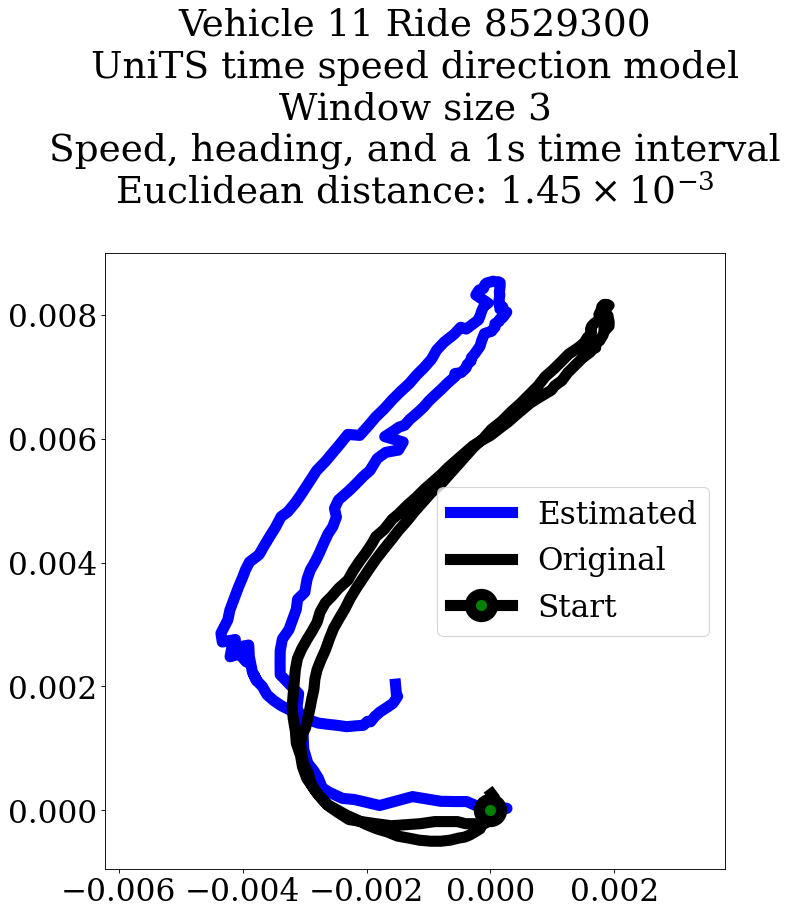 Vehicle 11 Ride 8529300
UniTS time speed direction model
Window size 3
Speed, heading, and a 1s time interval
Euclidean distance: 1.45 × 10⁻³
0.008
0.006
0.004
0.002
0.000
Estimated
Original
Start
−0.006 −0.004 −0.002 0.000 0.002